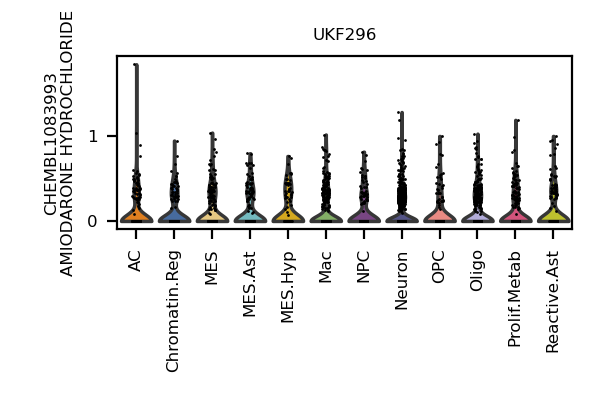 UKF296
CHEMBL1083993
AMIODARONE HYDROCHLORIDE
1
0
AC
Chromatin.Reg
MES
MES.Ast
MES.Hyp
Mac
NPC
Neuron
OPC
Oligo
Prolif.Metab
Reactive.Ast